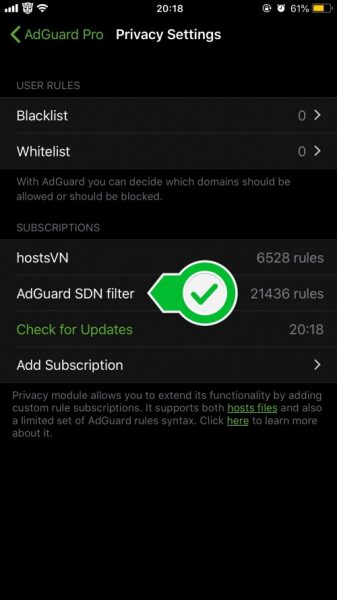 20:18
61%
AdGuard Pro
Privacy Settings
USER RULES
Blacklist 0
Whitelist 0
With AdGuard you can decide which domains should be
allowed or should be blocked.
SUBSCRIPTIONS
hostsVN 6528 rules
AdGuard SDN filter 21436 rules
Check for Updates 20:18
Add Subscription
Privacy module allows you to extend its functionality by adding
custom rule subscriptions. It supports both hosts files and also
a limited set of AdGuard rules syntax. Click here to learn more
about it.